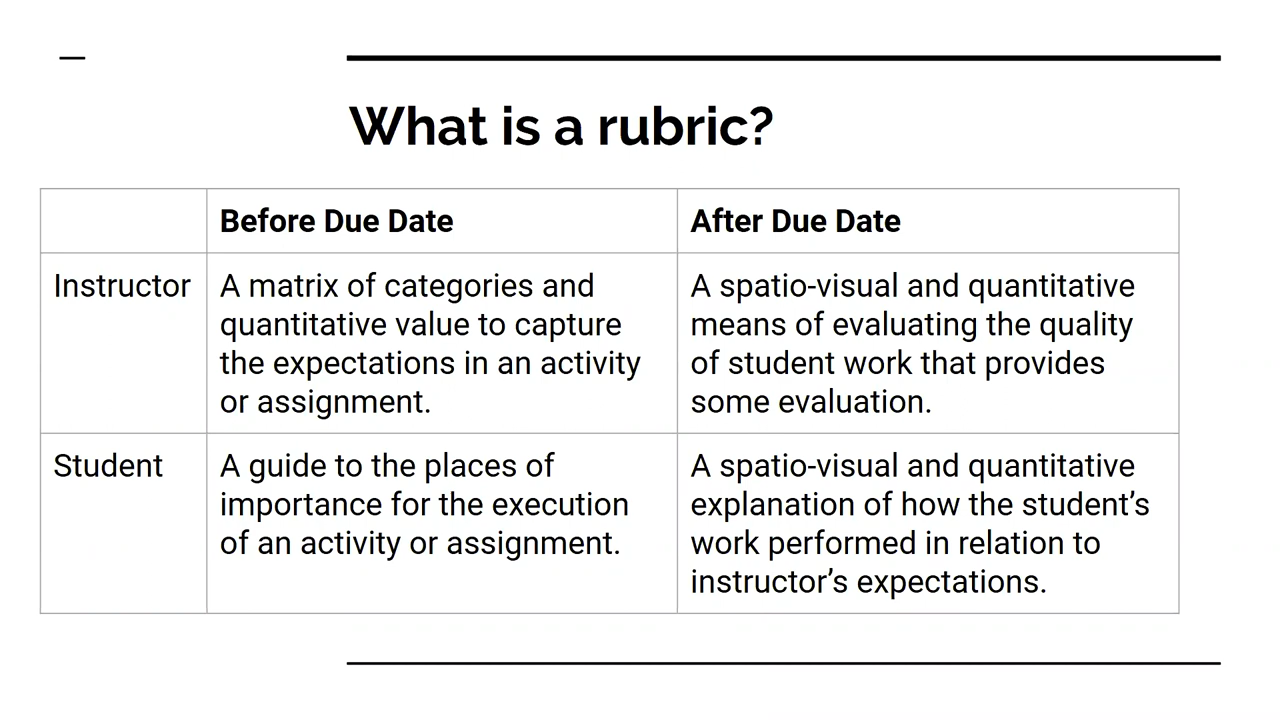 What is a rubric?
Before Due Date
After Due Date
Instructor
A matrix of categories and
quantitative value to capture
the expectations in an activity
or assignment.
A spatio-visual and quantitative
means of evaluating the quality
of student work that provides
some evaluation.
Student
A guide to the places of
importance for the execution
of an activity or assignment.
A spatio-visual and quantitative
explanation of how the student’s
work performed in relation to
instructor’s expectations.